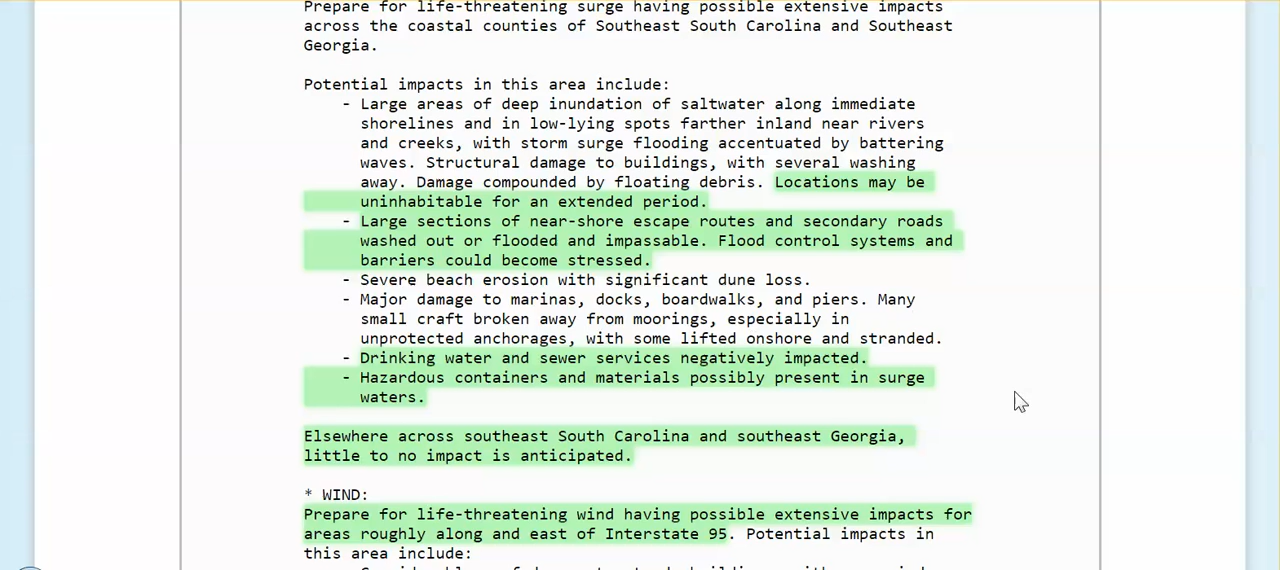 Prepare for life-threatening surge having possible extensive impacts
across the coastal counties of Southeast South Carolina and Southeast
Georgia.
Potential impacts in this area include:
- Large areas of deep inundation of saltwater along immediate
shorelines and in low-lying spots farther inland near rivers
and creeks, with storm surge flooding accentuated by battering
waves. Structural damage to buildings, with several washing
away. Damage compounded by floating debris. Locations may be
uninhabitable for an extended period.
- Large sections of near-shore escape routes and secondary roads
washed out or flooded and impassable. Flood control systems and
barriers could become stressed.
- Severe beach erosion with significant dune loss.
- Major damage to marinas, docks, boardwalks, and piers. Many
small craft broken away from moorings, especially in
unprotected anchorages, with some lifted onshore and stranded.
- Drinking water and sewer services negatively impacted.
- Hazardous containers and materials possibly present in surge
waters.
Elsewhere across southeast South Carolina and southeast Georgia,
little to no impact is anticipated.
* WIND:
Prepare for life-threatening wind having possible extensive impacts for
areas roughly along and east of Interstate 95. Potential impacts in
this area include: